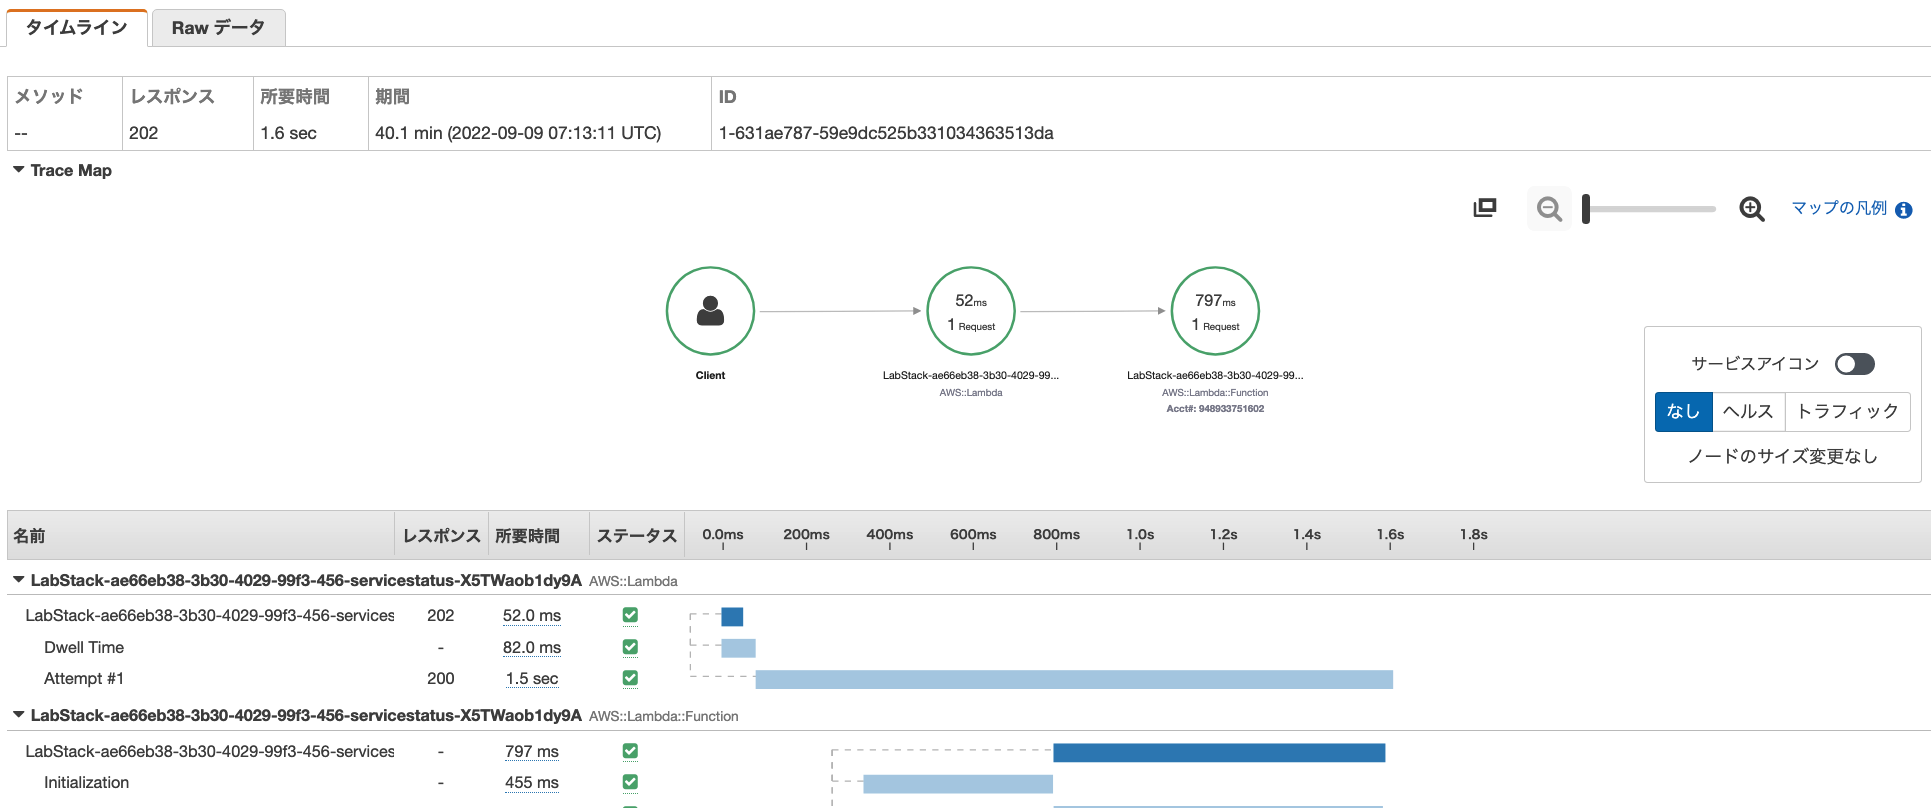 タイムライン Raw データ
メソッド レスポンス 所要時間 期間 ID
-- 202 1.6 sec 40.1 min (2022-09-09 07:13:11 UTC) 1-631ae787-59e9dc525b331034363513da
Trace Map
マップの凡例
52ms 797ms
1 Request 1 Request
Client LabStack-ae66eb38-3b30-4029-99... LabStack-ae66eb38-3b30-4029-99...
AWS::Lambda AWS::Lambda::Function
Acct#: 948933751602
サービスアイコン
なし ヘルス トラフィック
ノードのサイズ変更なし
名前 レスポンス 所要時間 ステータス 0.0ms 200ms 400ms 600ms 800ms 1.0s 1.2s 1.4s 1.6s 1.8s
LabStack-ae66eb38-3b30-4029-99f3-456-servicestatus-X5TWaob1dy9A AWS::Lambda
LabStack-ae66eb38-3b30-4029-99f3-456-services 202 52.0 ms
Dwell Time - 82.0 ms
Attempt #1 200 1.5 sec
LabStack-ae66eb38-3b30-4029-99f3-456-servicestatus-X5TWaob1dy9A AWS::Lambda::Function
LabStack-ae66eb38-3b30-4029-99f3-456-services - 797 ms
Initialization - 455 ms